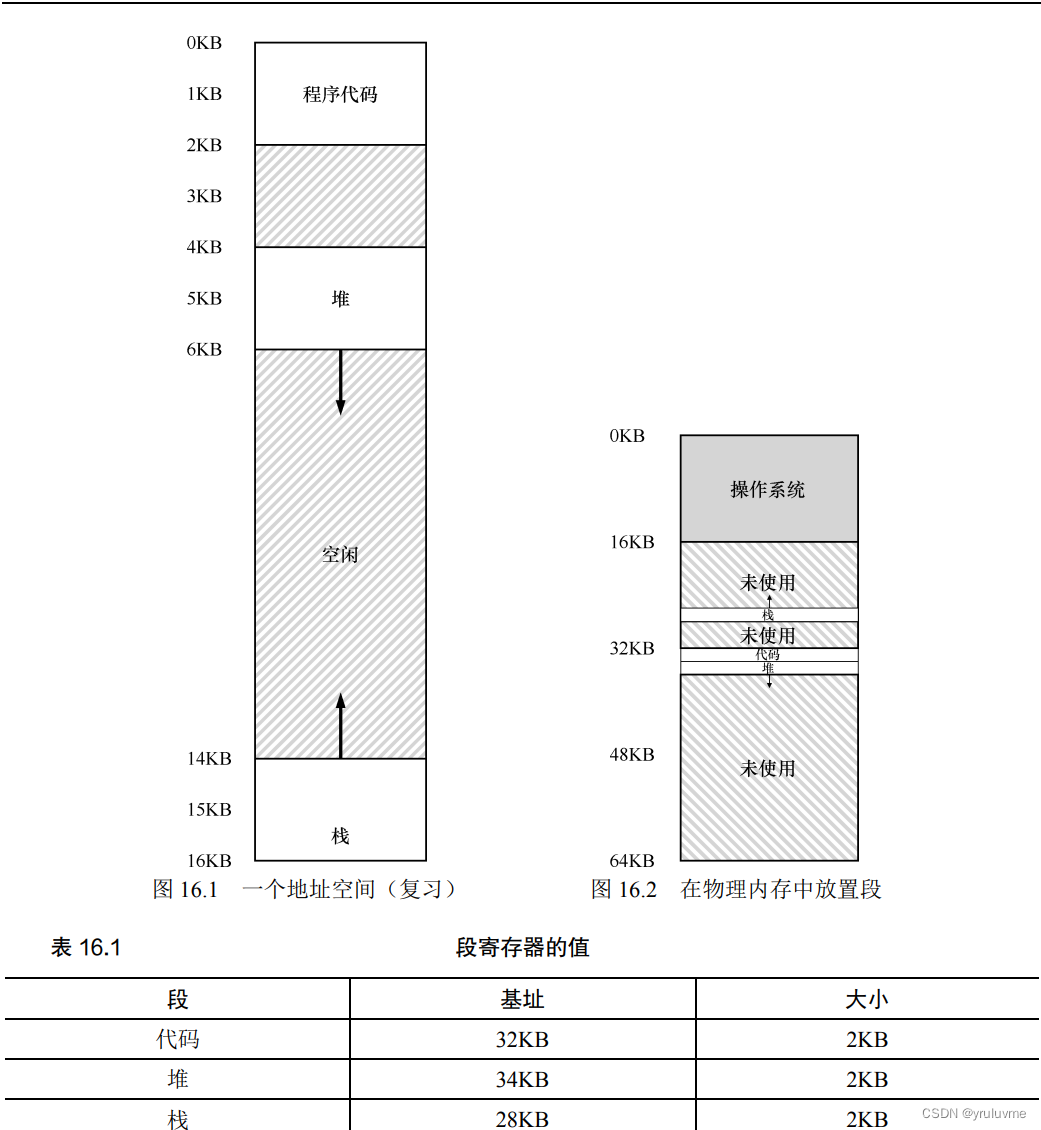 0KB
1KB
程序代码
2KB
3KB
4KB
5KB
堆
6KB
空闲
14KB
15KB
栈
16KB
图 16.1 一个地址空间（复习）
0KB
操作系统
16KB
未使用
栈
未使用
32KB
代码
堆
48KB
未使用
64KB
图 16.2 在物理内存中放置段
表 16.1 段寄存器的值
段 基址 大小
代码 32KB 2KB
堆 34KB 2KB
栈 28KB 2KB
CSDN @yruluvme